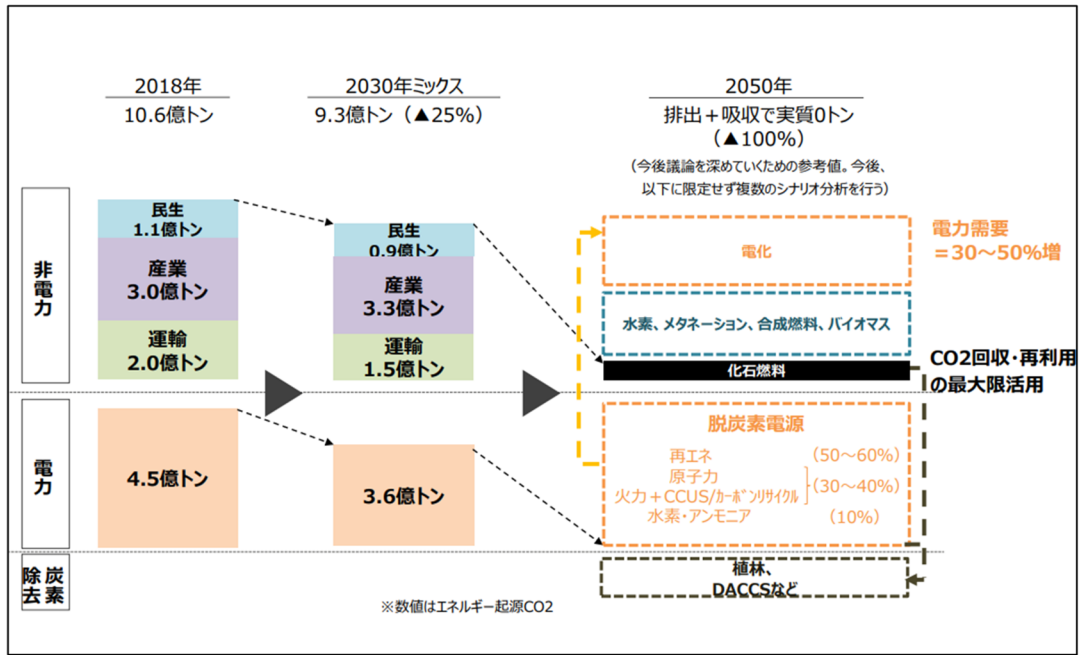 2018年
10.6億トン
2030年ミックス
9.3億トン（▲25%）
2050年
排出＋吸収で実質0トン
（▲100%）
（今後議論を深めていくための参考値。今後、
以下に限定せず複数のシナリオ分析を行う）
非電力
民生
1.1億トン
産業
3.0億トン
運輸
2.0億トン
民生
0.9億トン
産業
3.3億トン
運輸
1.5億トン
電化
電力需要
＝30～50%増
水素、メタネーション、合成燃料、バイオマス
化石燃料
CO2回収・再利用
の最大限活用
電力
4.5億トン
3.6億トン
脱炭素電源
再エネ （50～60%）
原子力
火力＋CCUS/カーボンリサイクル （30～40%）
水素・アンモニア （10%）
炭素除去
植林、
DACCSなど
※数値はエネルギー起源CO2